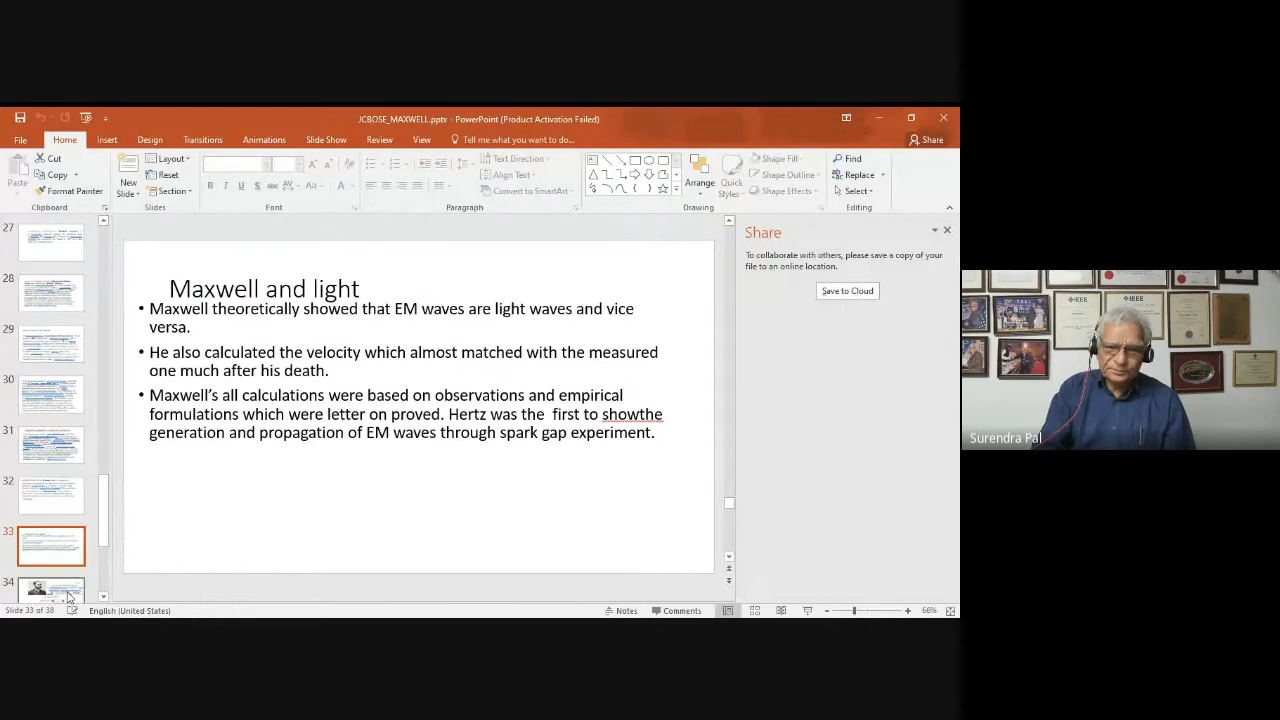 JCBOSE_MAXWELL.pptx - PowerPoint (Product Activation Failed)
File Home Insert Design Transitions Animations Slide Show Review View Tell me what you want to do... Share
Paste Cut Copy Format Painter Clipboard
New Slide Layout Reset Section Slides
B I U S abc AV Aa A Font
Text Direction Align Text Convert to SmartArt Paragraph
Arrange Quick Styles Shape Fill Shape Outline Shape Effects Drawing
Find Replace Select Editing
27
28
29
30
31
32
33
34
Maxwell and light
• Maxwell theoretically showed that EM waves are light waves and vice
versa.
• He also calculated the velocity which almost matched with the measured
one much after his death.
• Maxwell's all calculations were based on observations and empirical
formulations which were letter on proved. Hertz was the first to showthe
generation and propagation of EM waves through spark gap experiment.
Share
To collaborate with others, please save a copy of your
file to an online location.
Save to Cloud
Slide 33 of 38 English (United States) Notes Comments 66%
IEEE
IEEE
Surendra Pal